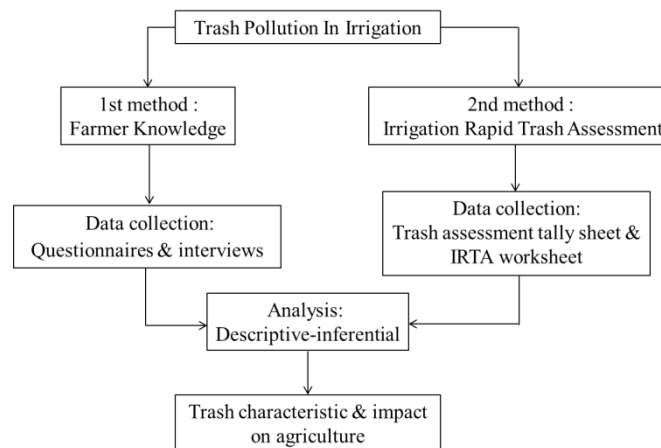 Trash Pollution In Irrigation
1st method :
Farmer Knowledge
2nd method :
Irrigation Rapid Trash Assessment
Data collection:
Questionnaires & interviews
Data collection:
Trash assessment tally sheet &
IRTA worksheet
Analysis:
Descriptive-inferential
Trash characteristic & impact
on agriculture